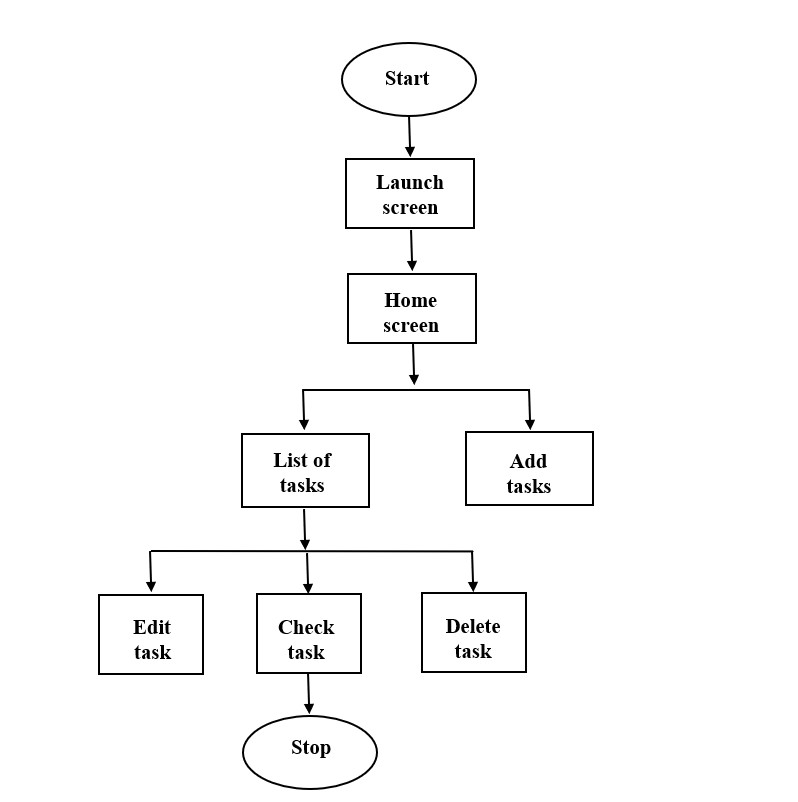 Start
Launch
screen
Home
screen
List of
tasks
Add
tasks
Edit
task
Check
task
Delete
task
Stop